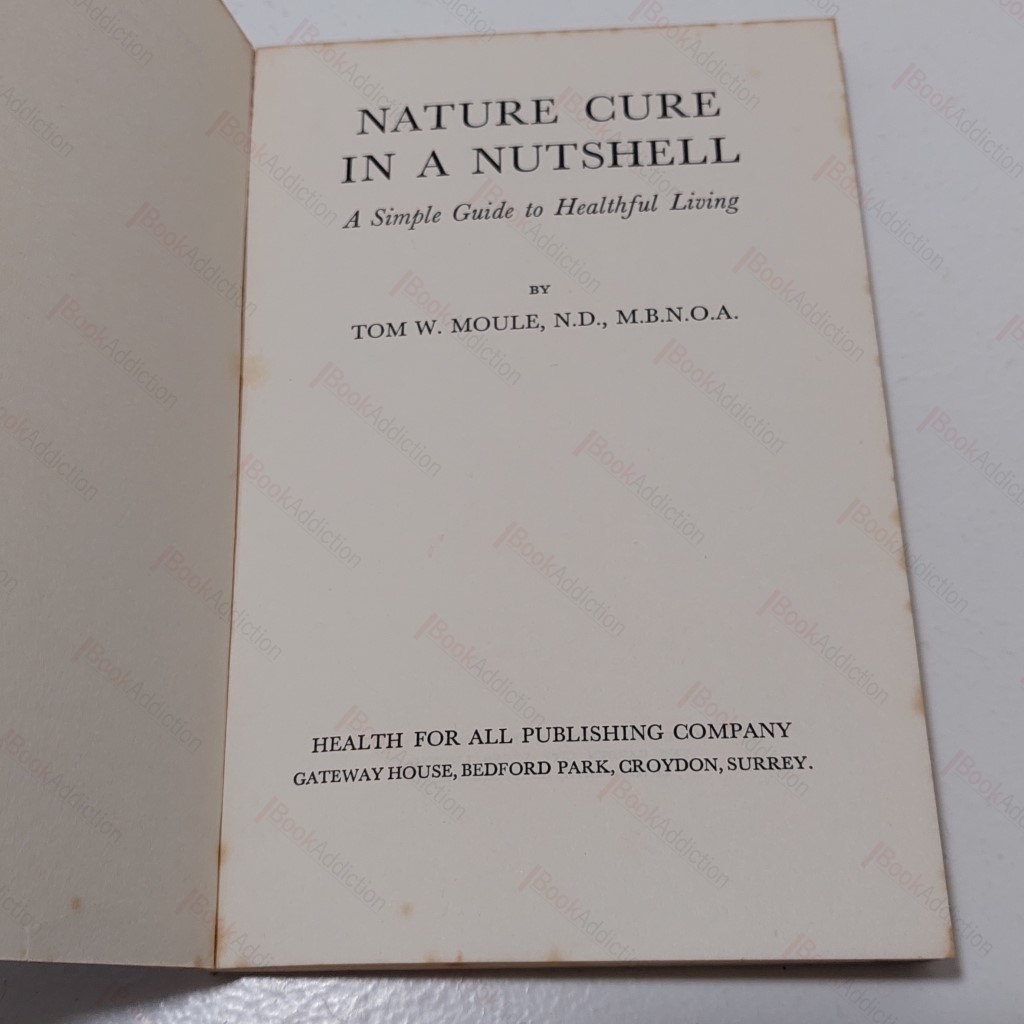 NATURE CURE
IN A NUTSHELL
A Simple Guide to Healthful Living
BY
TOM W. MOULE, N.D., M.B.N.O.A.
HEALTH FOR ALL PUBLISHING COMPANY
GATEWAY HOUSE, BEDFORD PARK, CROYDON, SURREY.
BookAddiction